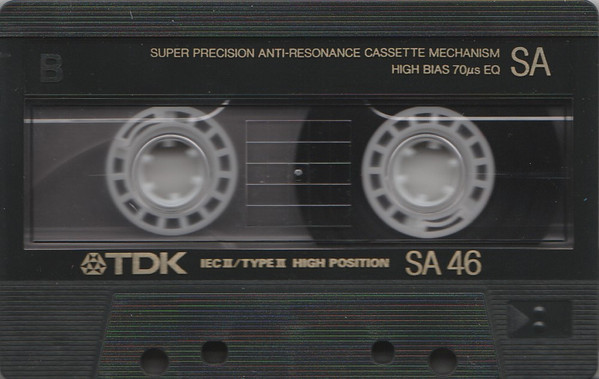 SUPER PRECISION ANTI-RESONANCE CASSETTE MECHANISM
HIGH BIAS 70µs EQ SA
B
TDK IEC II/TYPE II HIGH POSITION SA 46